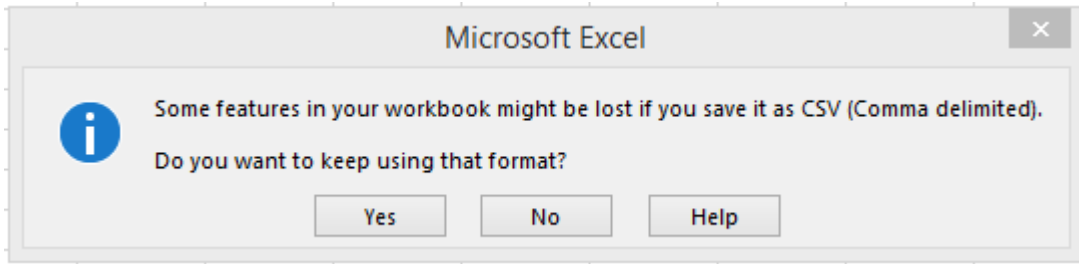 Microsoft Excel
Some features in your workbook might be lost if you save it as CSV (Comma delimited).
Do you want to keep using that format?
Yes No Help